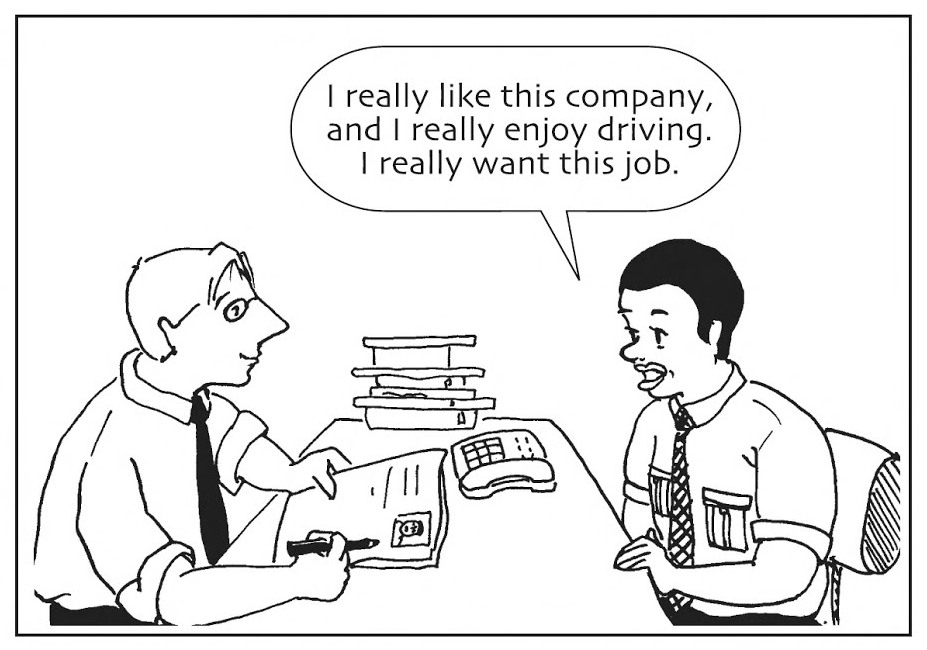 I really like this company,
and I really enjoy driving.
I really want this job.